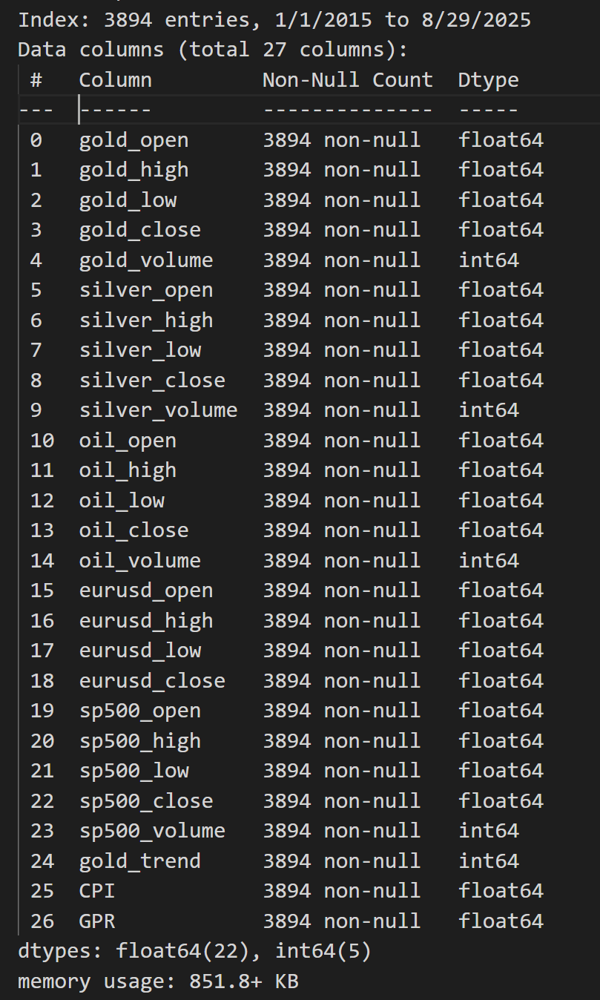 Index: 3894 entries, 1/1/2015 to 8/29/2025
Data columns (total 27 columns):
 #   Column         Non-Null Count  Dtype
---  ------         --------------  -----
 0   gold_open      3894 non-null   float64
 1   gold_high      3894 non-null   float64
 2   gold_low       3894 non-null   float64
 3   gold_close     3894 non-null   float64
 4   gold_volume    3894 non-null   int64
 5   silver_open    3894 non-null   float64
 6   silver_high    3894 non-null   float64
 7   silver_low     3894 non-null   float64
 8   silver_close   3894 non-null   float64
 9   silver_volume  3894 non-null   int64
 10  oil_open       3894 non-null   float64
 11  oil_high       3894 non-null   float64
 12  oil_low        3894 non-null   float64
 13  oil_close      3894 non-null   float64
 14  oil_volume     3894 non-null   int64
 15  eurusd_open    3894 non-null   float64
 16  eurusd_high    3894 non-null   float64
 17  eurusd_low     3894 non-null   float64
 18  eurusd_close   3894 non-null   float64
 19  sp500_open     3894 non-null   float64
 20  sp500_high     3894 non-null   float64
 21  sp500_low      3894 non-null   float64
 22  sp500_close    3894 non-null   float64
 23  sp500_volume   3894 non-null   int64
 24  gold_trend     3894 non-null   int64
 25  CPI            3894 non-null   float64
 26  GPR            3894 non-null   float64
dtypes: float64(22), int64(5)
memory usage: 851.8+ KB